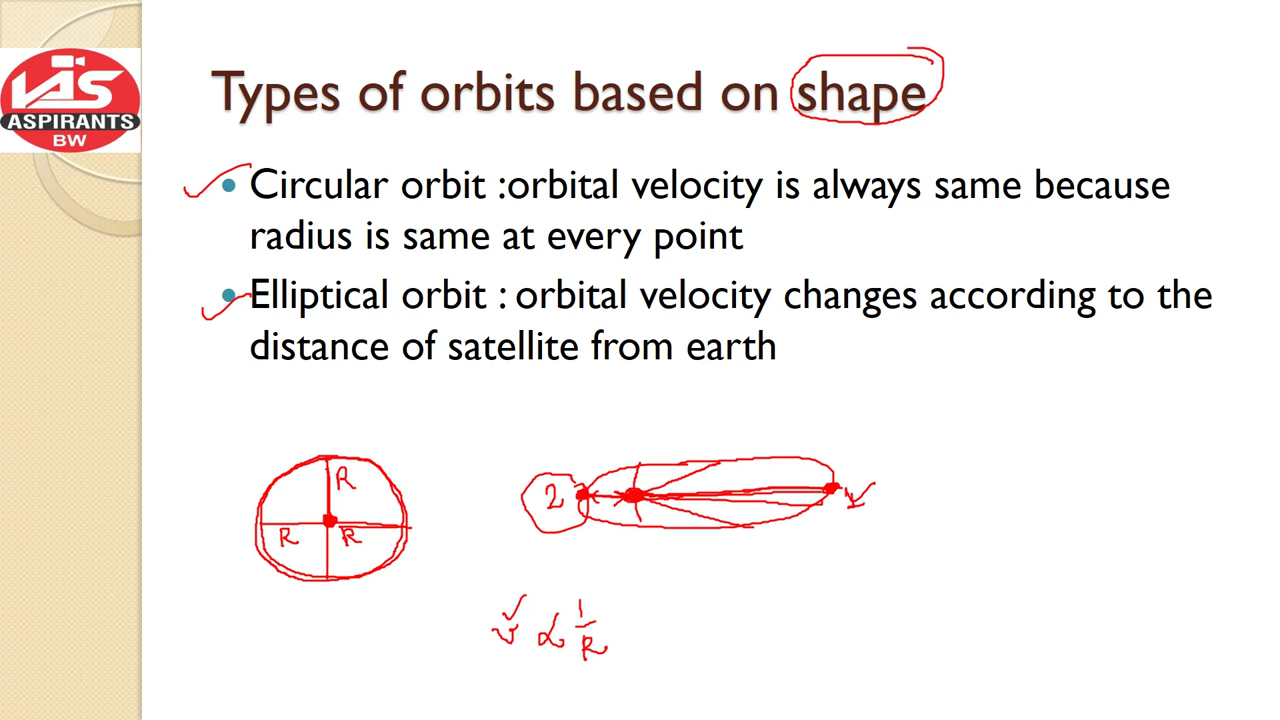 IAS
ASPIRANTS
BW
Types of orbits based on shape
Circular orbit :orbital velocity is always same because
radius is same at every point
Elliptical orbit : orbital velocity changes according to the
distance of satellite from earth
R
R R
2
1
v ∝ 1/R